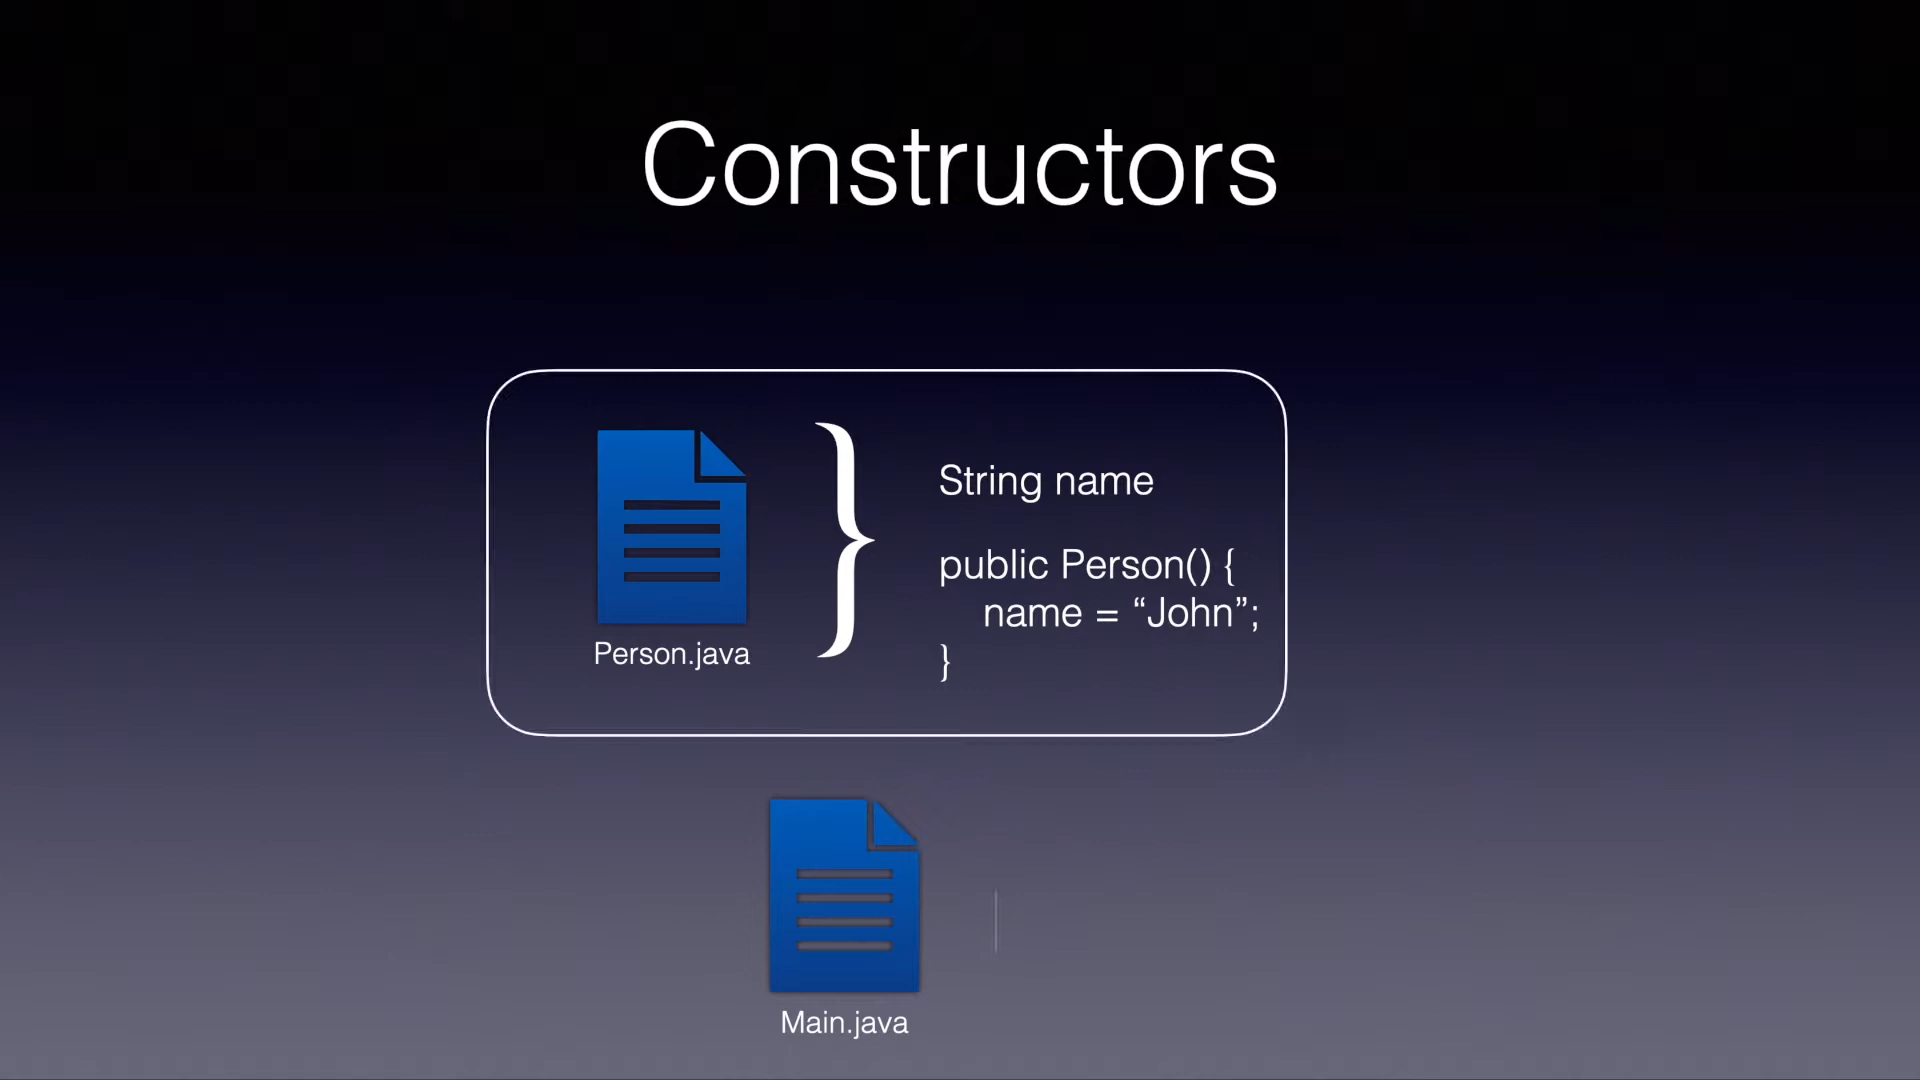 Constructors
String name
public Person() {
name = “John”;
}
Person.java
Main.java